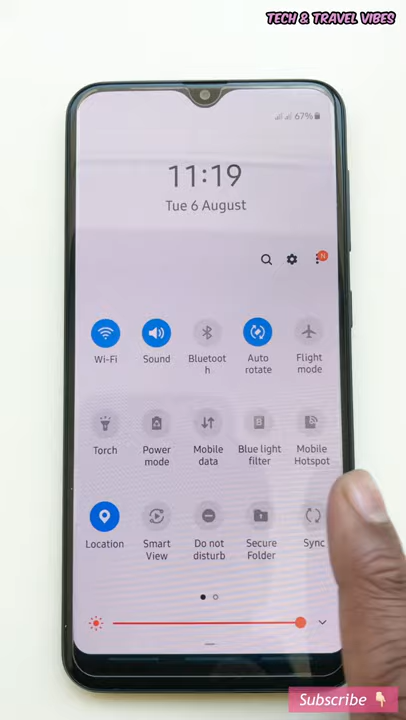 TECH & TRAVEL VIBES
67%
11:19
Tue 6 August
N
Wi-Fi
Sound
Bluetoot
h
Auto
rotate
Flight
mode
Torch
Power
mode
Mobile
data
Blue light
filter
Mobile
Hotspot
Location
Smart
View
Do not
disturb
Secure
Folder
Sync
Subscribe